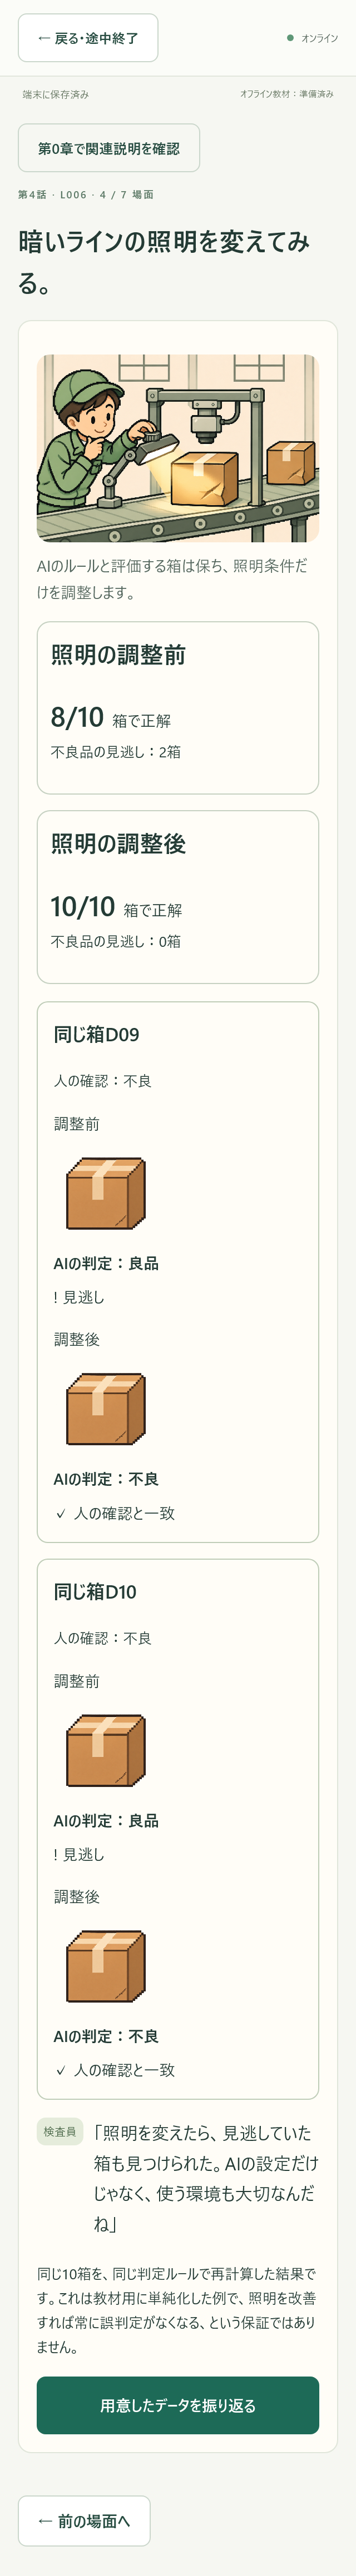 ← 戻る・途中終了
オンライン
端末に保存済み
オフライン教材：準備済み
第0章で関連説明を確認
第4話 · L006 · 4 / 7 場面
暗いラインの照明を変えてみ
る。
AIのルールと評価する箱は保ち、照明条件だ
けを調整します。
照明の調整前
8/10 箱で正解
不良品の見逃し：2箱
照明の調整後
10/10 箱で正解
不良品の見逃し：0箱
同じ箱D09
人の確認：不良
調整前
AIの判定：良品
! 見逃し
調整後
AIの判定：不良
✓ 人の確認と一致
同じ箱D10
人の確認：不良
調整前
AIの判定：良品
! 見逃し
調整後
AIの判定：不良
✓ 人の確認と一致
検査員
「照明を変えたら、見逃していた
箱も見つけられた。AIの設定だけ
じゃなく、使う環境も大切なんだ
ね」
同じ10箱を、同じ判定ルールで再計算した結果で
す。これは教材用に単純化した例で、照明を改善
すれば常に誤判定がなくなる、という保証ではあり
ません。
用意したデータを振り返る
← 前の場面へ